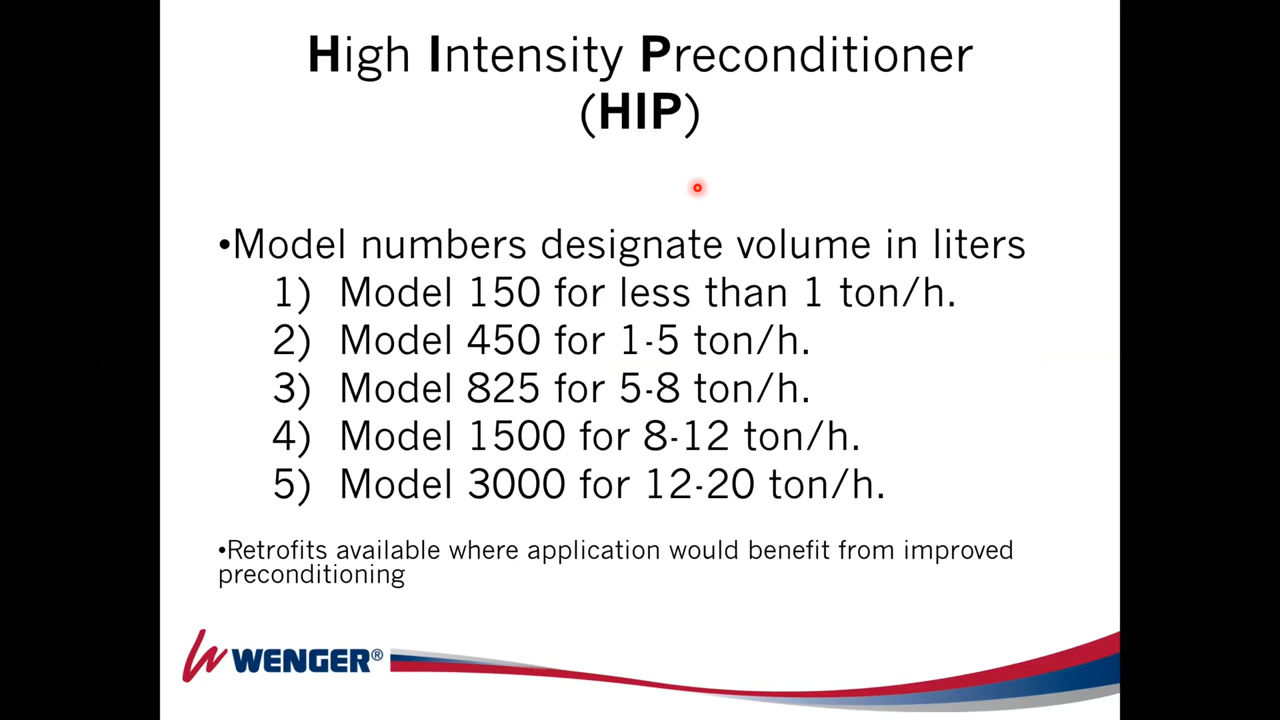 High Intensity Preconditioner
(HIP)
•Model numbers designate volume in liters
1) Model 150 for less than 1 ton/h.
2) Model 450 for 1-5 ton/h.
3) Model 825 for 5-8 ton/h.
4) Model 1500 for 8-12 ton/h.
5) Model 3000 for 12-20 ton/h.
•Retrofits available where application would benefit from improved
preconditioning
WENGER®